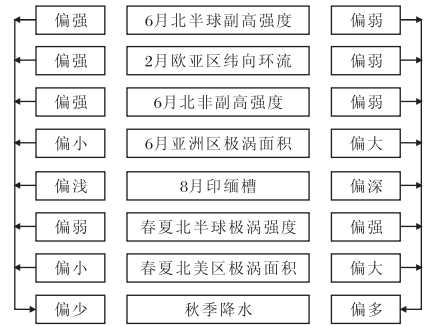 偏强 6月北半球副高强度 偏弱
偏强 2月欧亚区纬向环流 偏弱
偏强 6月北非副高强度 偏弱
偏小 6月亚洲区极涡面积 偏大
偏浅 8月印缅槽 偏深
偏弱 春夏北半球极涡强度 偏强
偏小 春夏北美区极涡面积 偏大
偏少 秋季降水 偏多